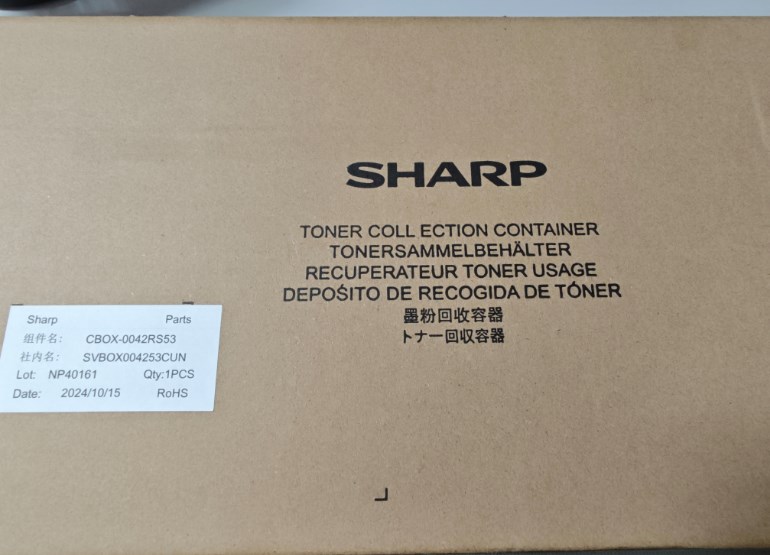 SHARP
TONER COLL ECTION CONTAINER
TONERSAMMELBEHÄLTER
RECUPERATEUR TONER USAGE
DEPOŚITO DE RECOGIDA DE TÓNER
墨粉回收容器
トナー回収容器
Sharp Parts
组件名: CBOX-0042RS53
社内名: SVBOX004253CUN
Lot: NP40161 Qty:1PCS
Date: 2024/10/15 RoHS